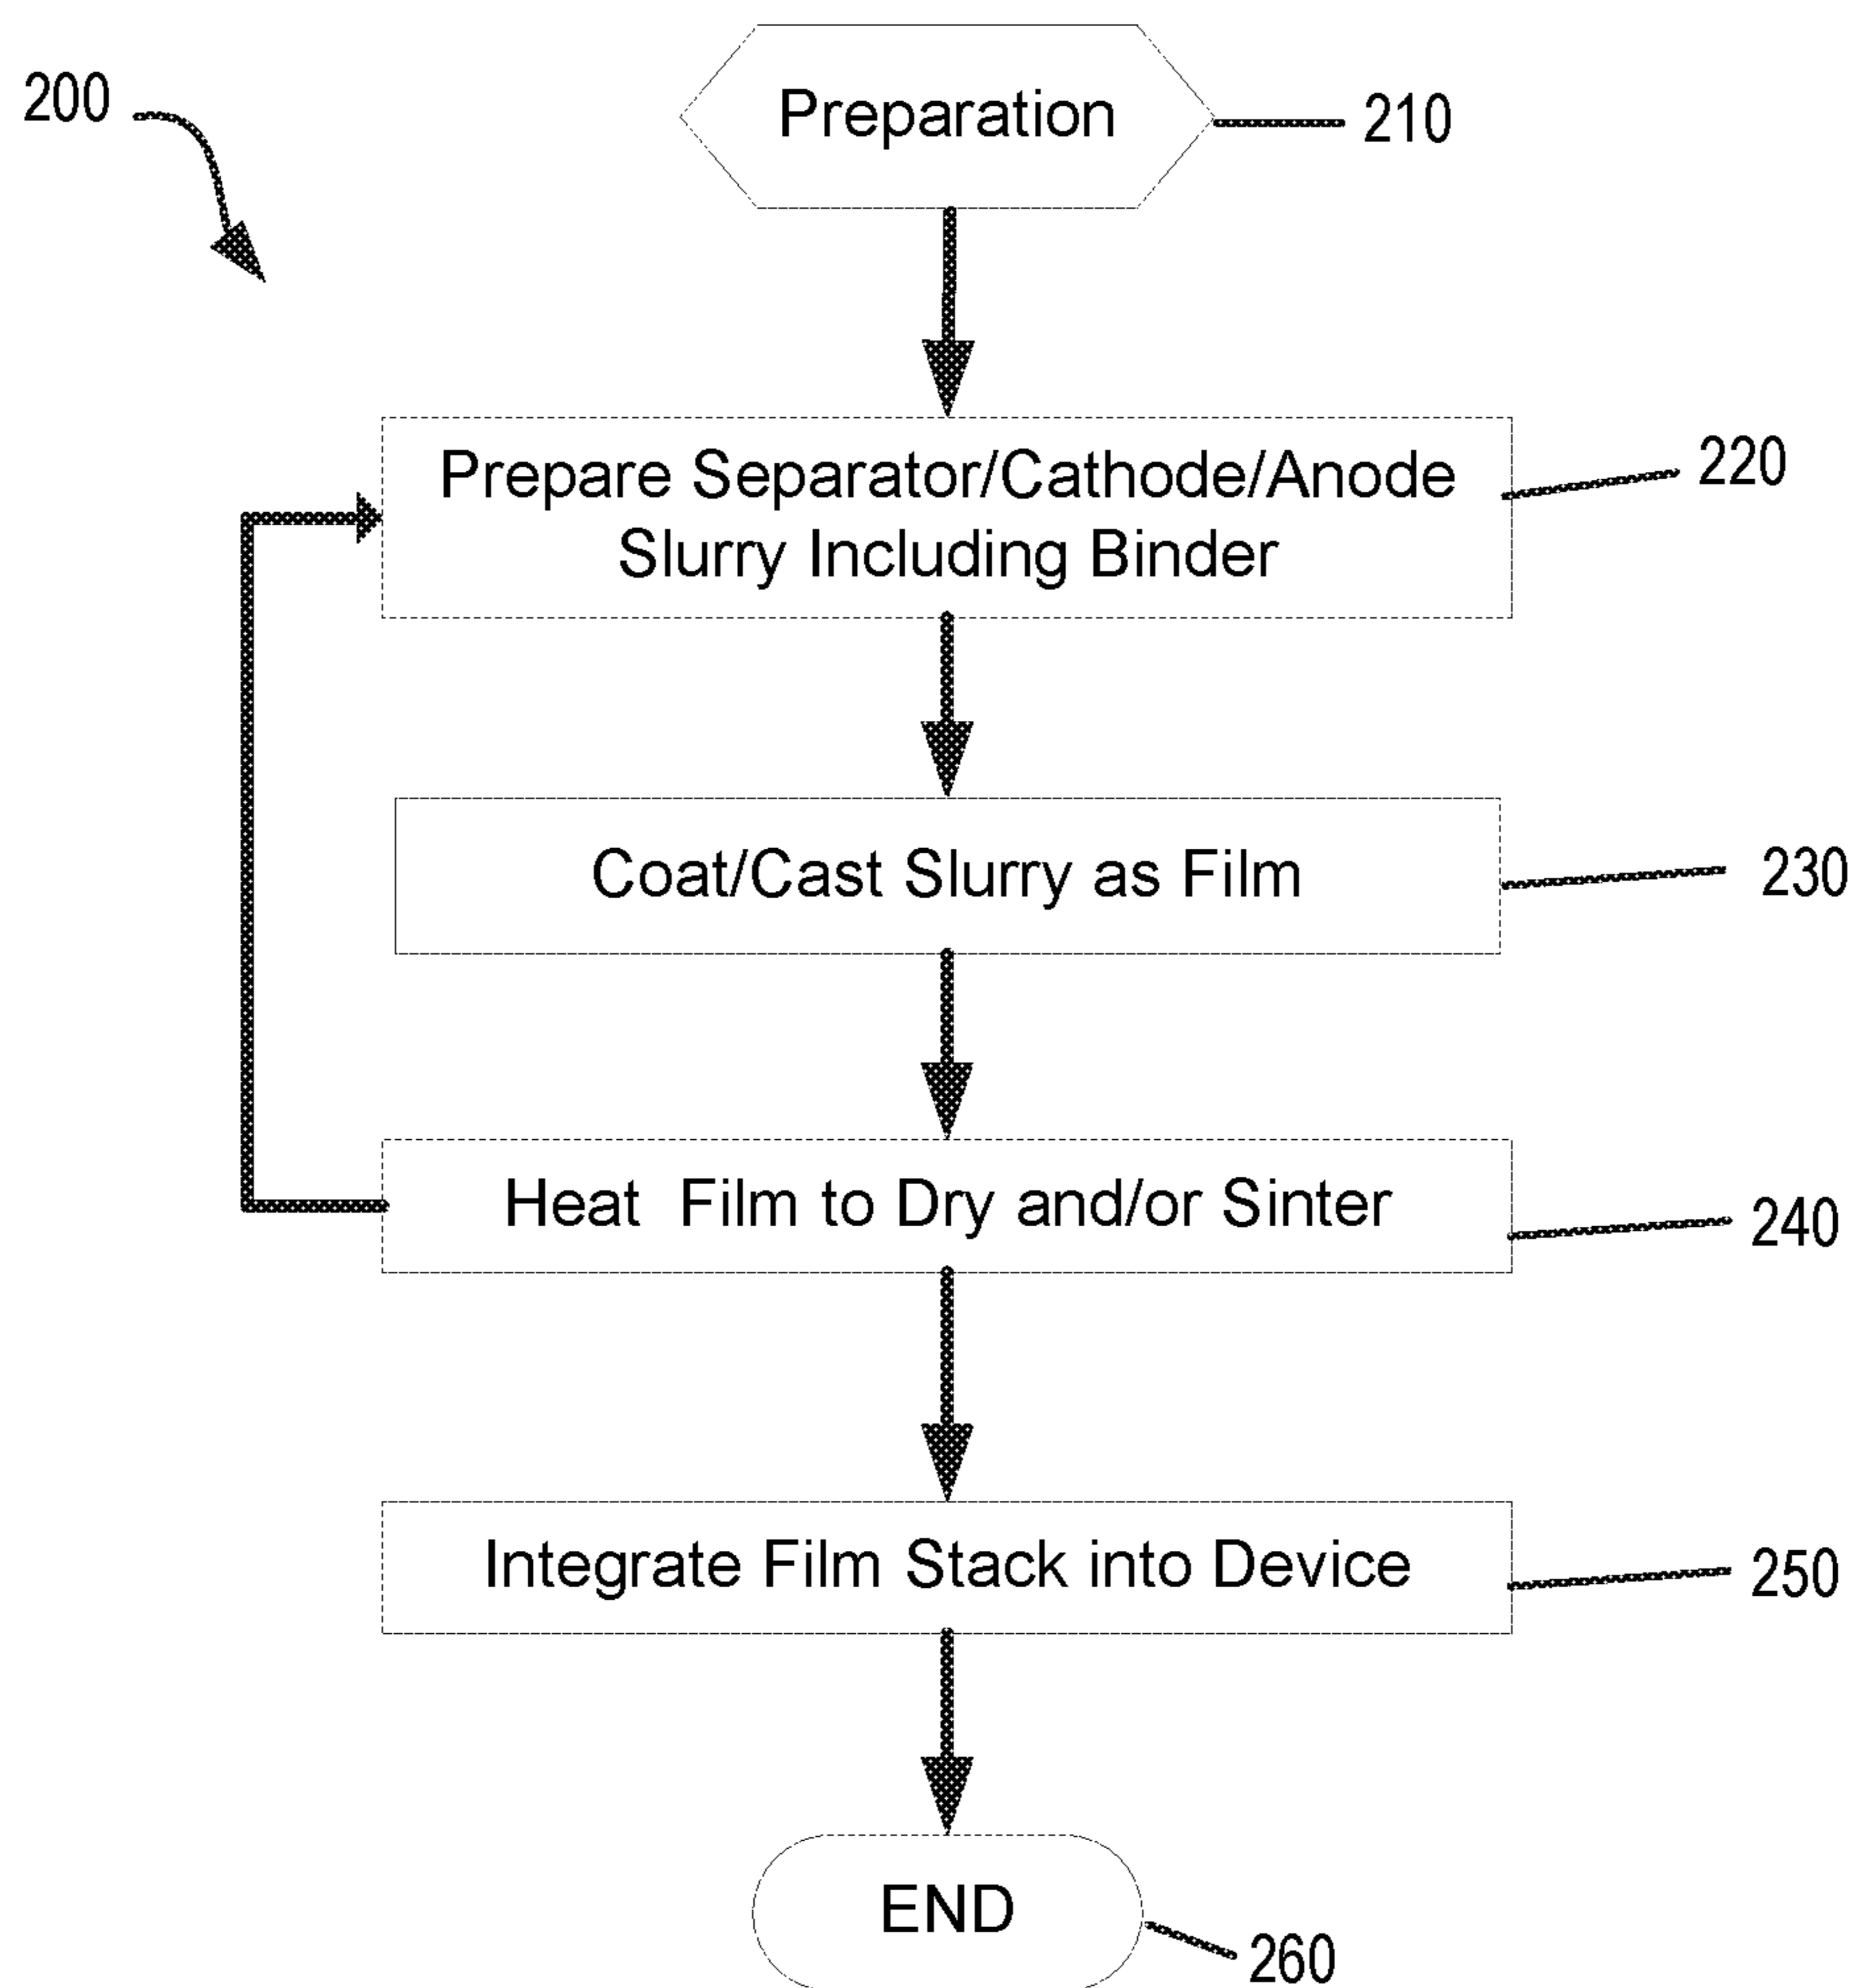 200
Preparation
210
Prepare Separator/Cathode/Anode
Slurry Including Binder
220
Coat/Cast Slurry as Film
230
Heat Film to Dry and/or Sinter
240
Integrate Film Stack into Device
250
END
260